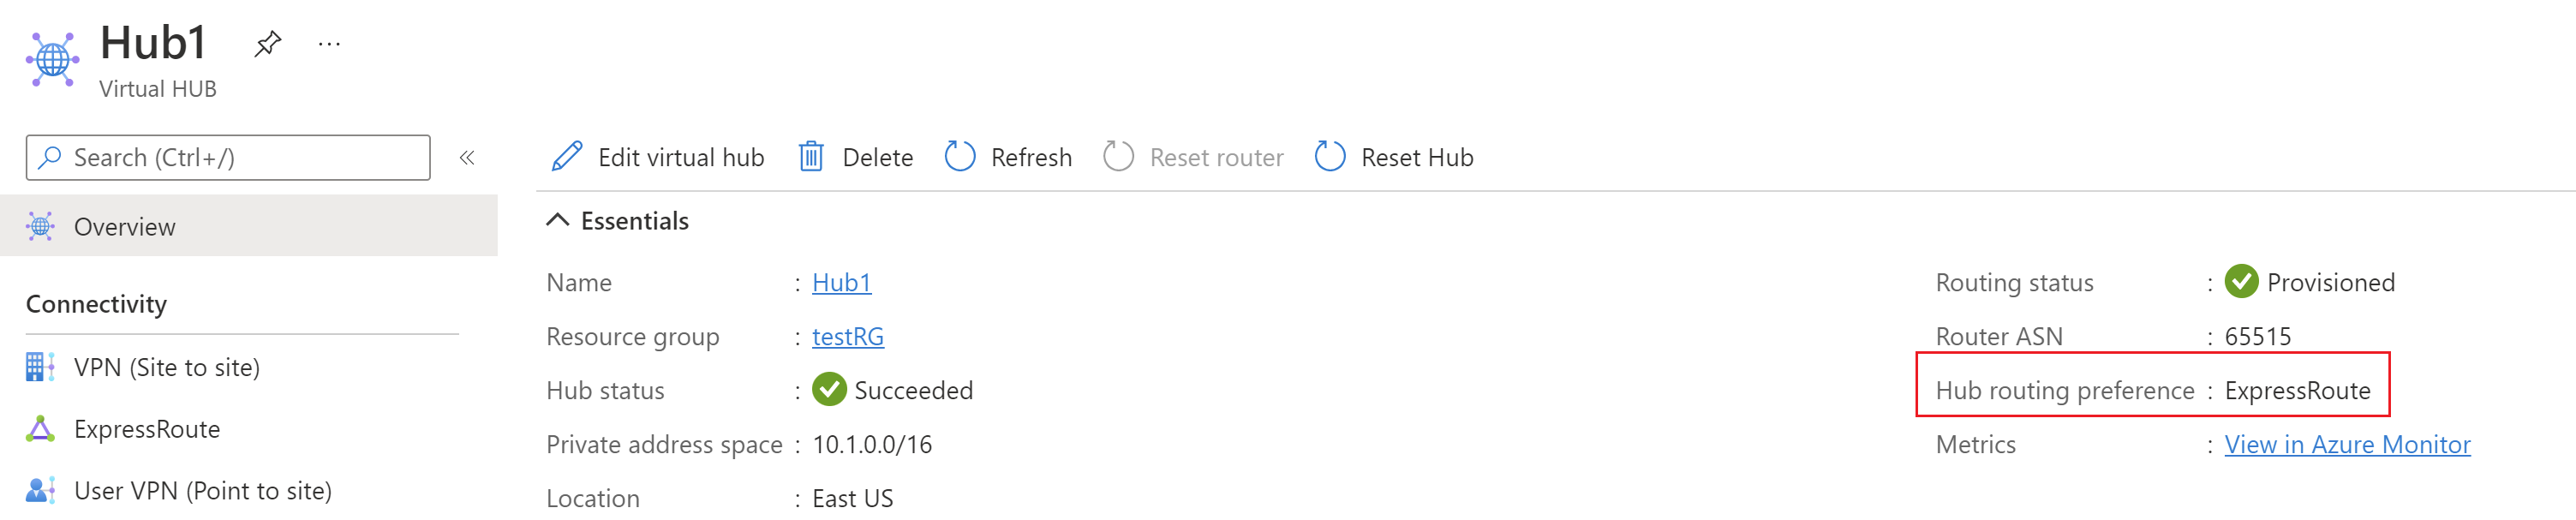 Hub1
...
Virtual HUB
Search (Ctrl+/)
«
Edit virtual hub
Delete
Refresh
Reset router
Reset Hub
Overview
Connectivity
VPN (Site to site)
ExpressRoute
User VPN (Point to site)
Essentials
Name : Hub1
Resource group : testRG
Hub status : Succeeded
Private address space : 10.1.0.0/16
Location : East US
Routing status : Provisioned
Router ASN : 65515
Hub routing preference : ExpressRoute
Metrics : View in Azure Monitor